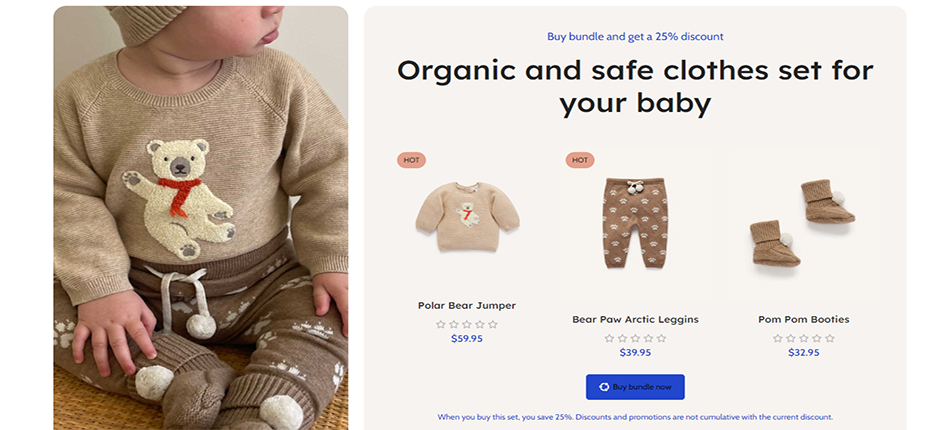 Buy bundle and get a 25% discount
Organic and safe clothes set for
your baby
HOT
HOT
Polar Bear Jumper
$59.95
Bear Paw Arctic Leggins
$39.95
Pom Pom Booties
$32.95
Buy bundle now
When you buy this set, you save 25%. Discounts and promotions are not cumulative with the current discount.